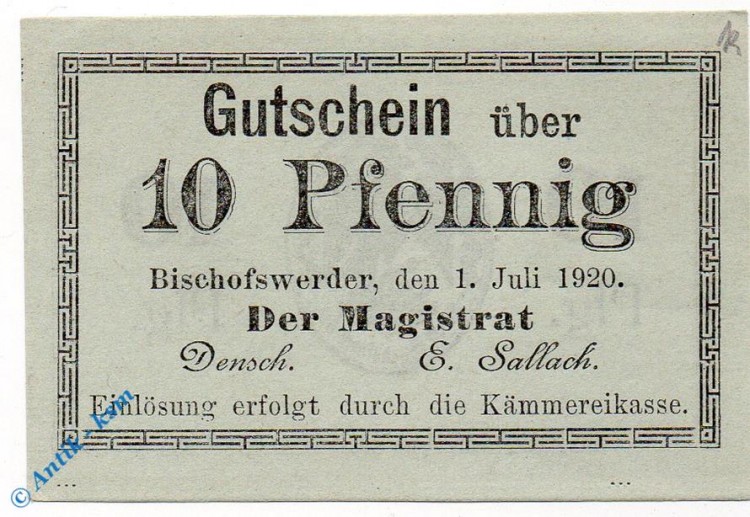 Gutschein über
10 Pfennig
Bischofswerder, den 1. Juli 1920.
Der Magistrat
Densch. E. Sallach.
Einlösung erfolgt durch die Kämmereikasse.
© Antik - ksm